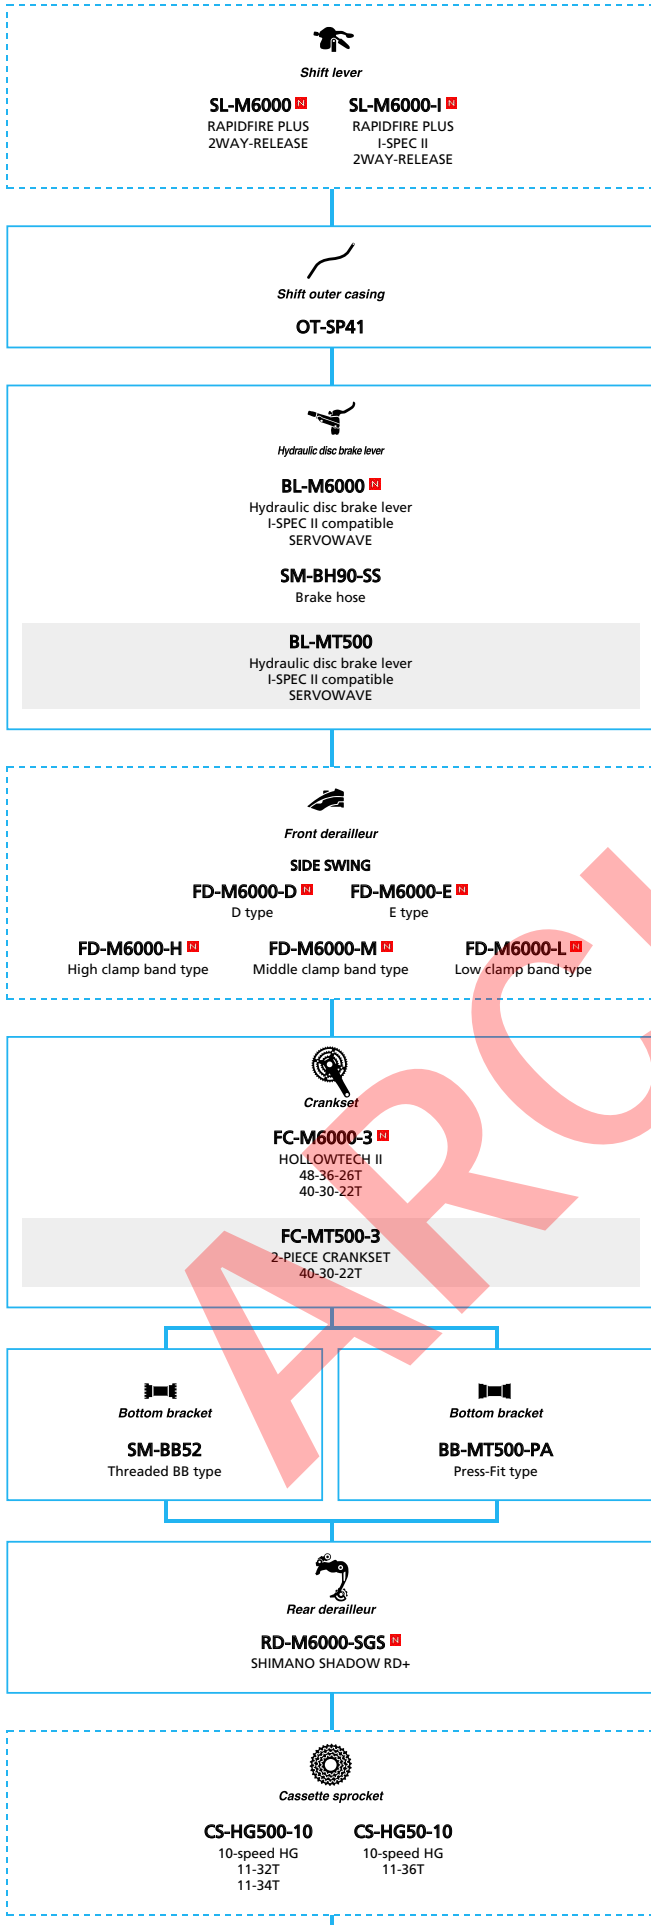 Shift lever
SL-M6000 N SL-M6000-I N
RAPIDFIRE PLUS RAPIDFIRE PLUS
2WAY-RELEASE I-SPEC II
2WAY-RELEASE
Shift outer casing
OT-SP41
Hydraulic disc brake lever
BL-M6000 N
Hydraulic disc brake lever
I-SPEC II compatible
SERVOWAVE
SM-BH90-SS
Brake hose
BL-MT500
Hydraulic disc brake lever
I-SPEC II compatible
SERVOWAVE
Front derailleur
SIDE SWING
FD-M6000-D N FD-M6000-E N
D type E type
FD-M6000-H N FD-M6000-M N FD-M6000-L N
High clamp band type Middle clamp band type Low clamp band type
Crankset
FC-M6000-3 N
HOLLOWTECH II
48-36-26T
40-30-22T
FC-MT500-3
2-PIECE CRANKSET
40-30-22T
Bottom bracket Bottom bracket
SM-BB52 BB-MT500-PA
Threaded BB type Press-Fit type
Rear derailleur
RD-M6000-SGS N
SHIMANO SHADOW RD+
Cassette sprocket
CS-HG500-10 CS-HG50-10
10-speed HG 10-speed HG
11-32T 11-36T
11-34T